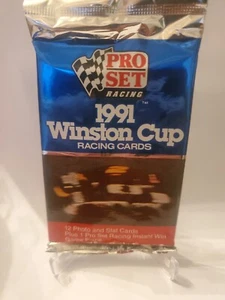 PRO
SET
RACING
TM
1991
Winston Cup
RACING CARDS
12 Photo and Stat Cards
Plus 1 Pro Set Racing Instant Win